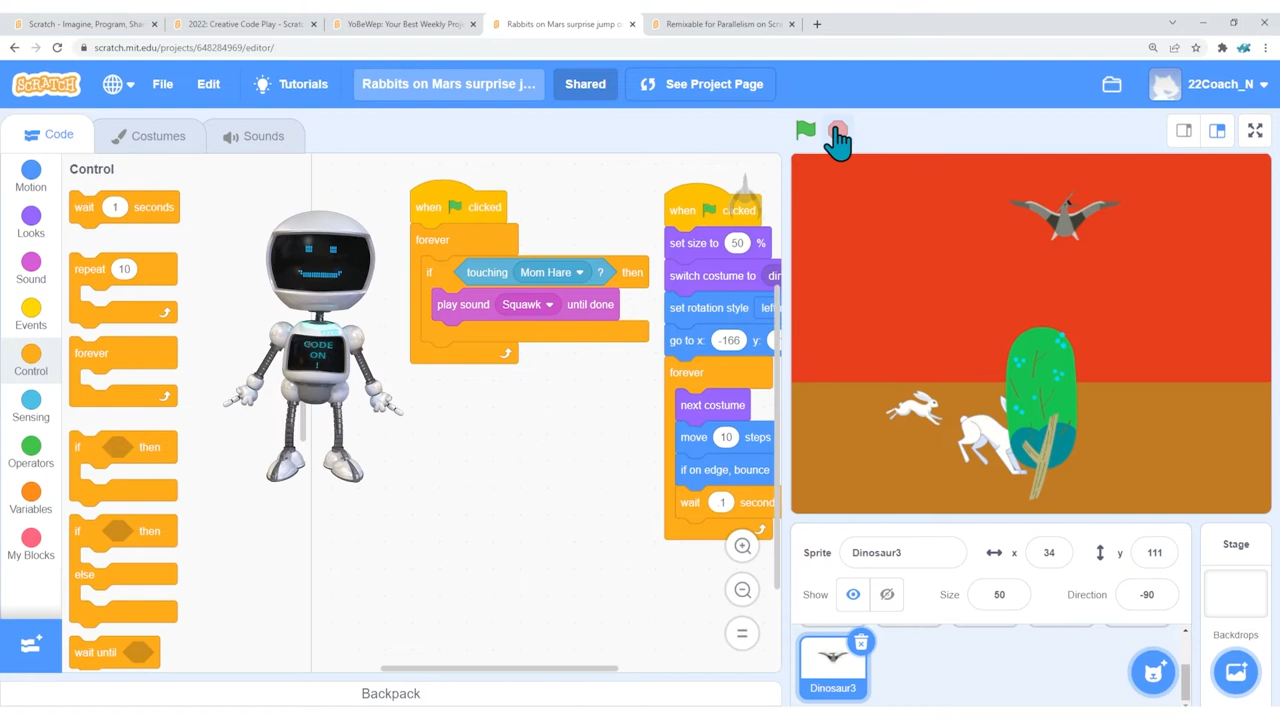 Scratch - Imagine, Program, Shar
2022: Creative Code Play - Scratc
YoBeWep: Your Best Weekly Proje
Rabbits on Mars surprise jump o
Remixable for Parallelism on Scr
scratch.mit.edu/projects/648284969/editor/
SCRATCH
File
Edit
Tutorials
Rabbits on Mars surprise j...
Shared
See Project Page
22Coach_N
Code
Costumes
Sounds
Motion
Looks
Sound
Events
Control
Sensing
Operators
Variables
My Blocks
Control
wait 1 seconds
repeat 10
forever
if then
if then
else
wait until
CODE
ON
!
when clicked
forever
if touching Mom Hare ? then
play sound Squawk until done
when clicked
set size to 50 %
switch costume to din
set rotation style left
go to x: -166 y:
forever
next costume
move 10 steps
if on edge, bounce
wait .1 second
Backpack
Sprite Dinosaur3 x 34 y 111
Show Size 50 Direction -90
Dinosaur3
Stage
Backdrops